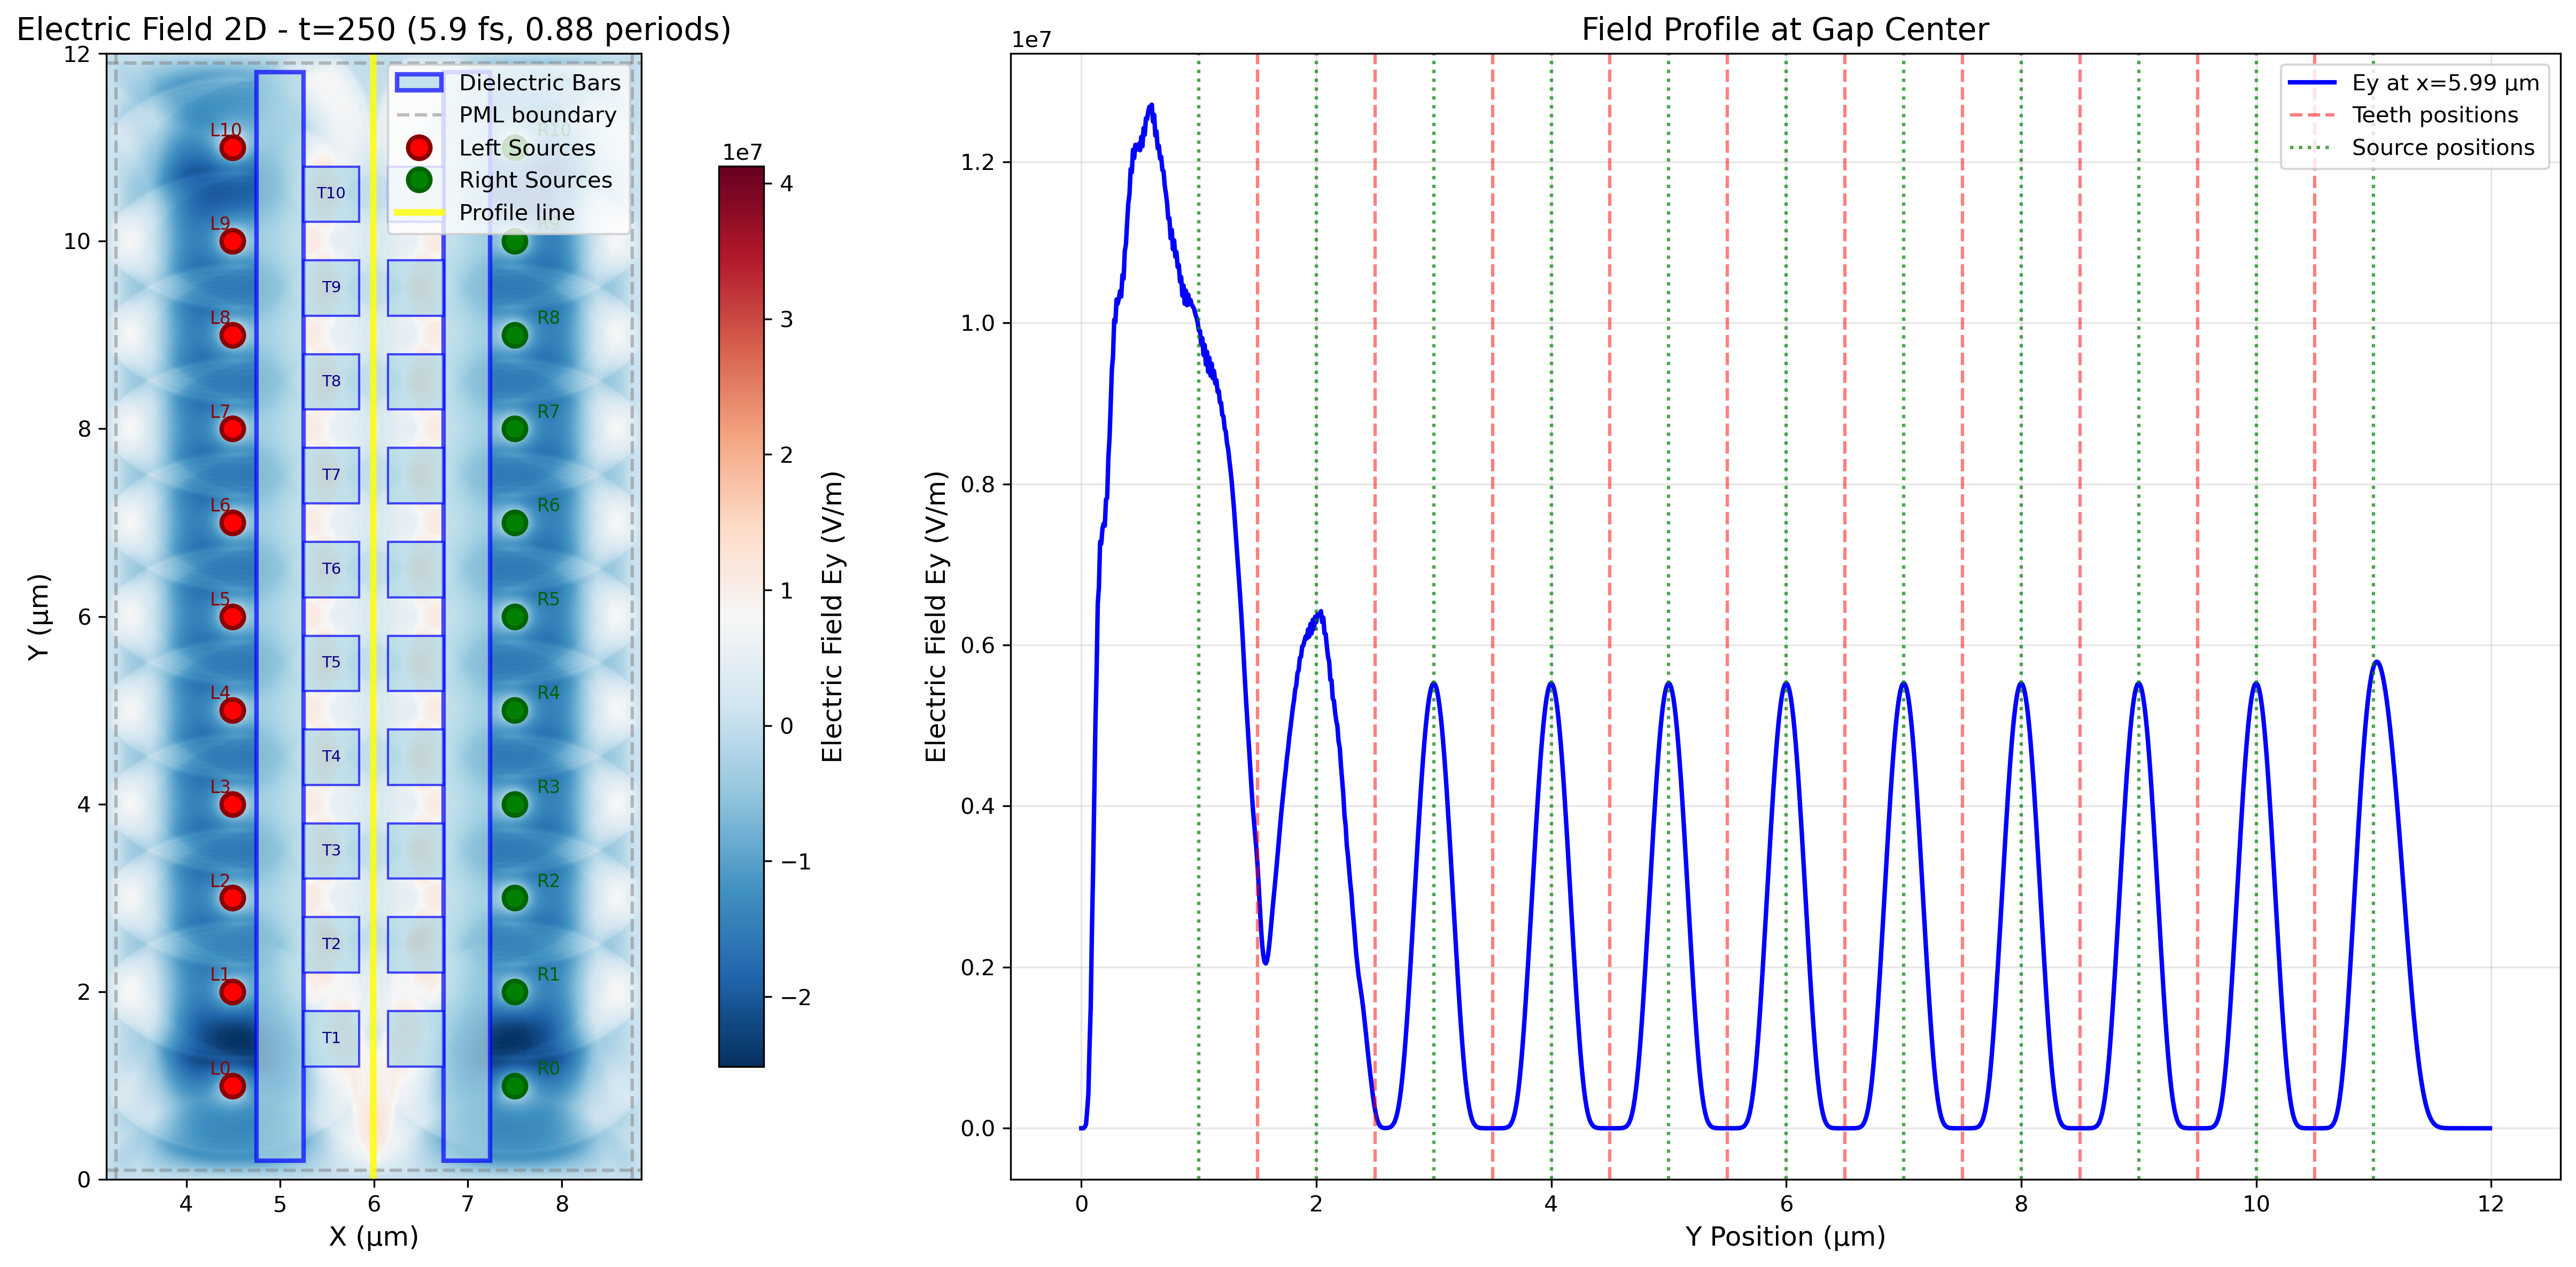 Electric Field 2D - t=250 (5.9 fs, 0.88 periods)
Dielectric Bars
PML boundary
Left Sources
Right Sources
Profile line
12
10
8
6
4
2
0
Y (µm)
4
5
6
7
8
X (µm)
L10
L9
L8
L7
L6
L5
L4
L3
L2
L1
L0
T10
T9
T8
T7
T6
T5
T4
T3
T2
T1
R10
R8
R7
R6
R5
R4
R3
R2
R1
R0
1e7
4
3
2
1
0
−1
−2
Electric Field Ey (V/m)
Field Profile at Gap Center
1e7
Ey at x=5.99 µm
Teeth positions
Source positions
1.2
1.0
0.8
0.6
0.4
0.2
0.0
Electric Field Ey (V/m)
0
2
4
6
8
10
12
Y Position (µm)